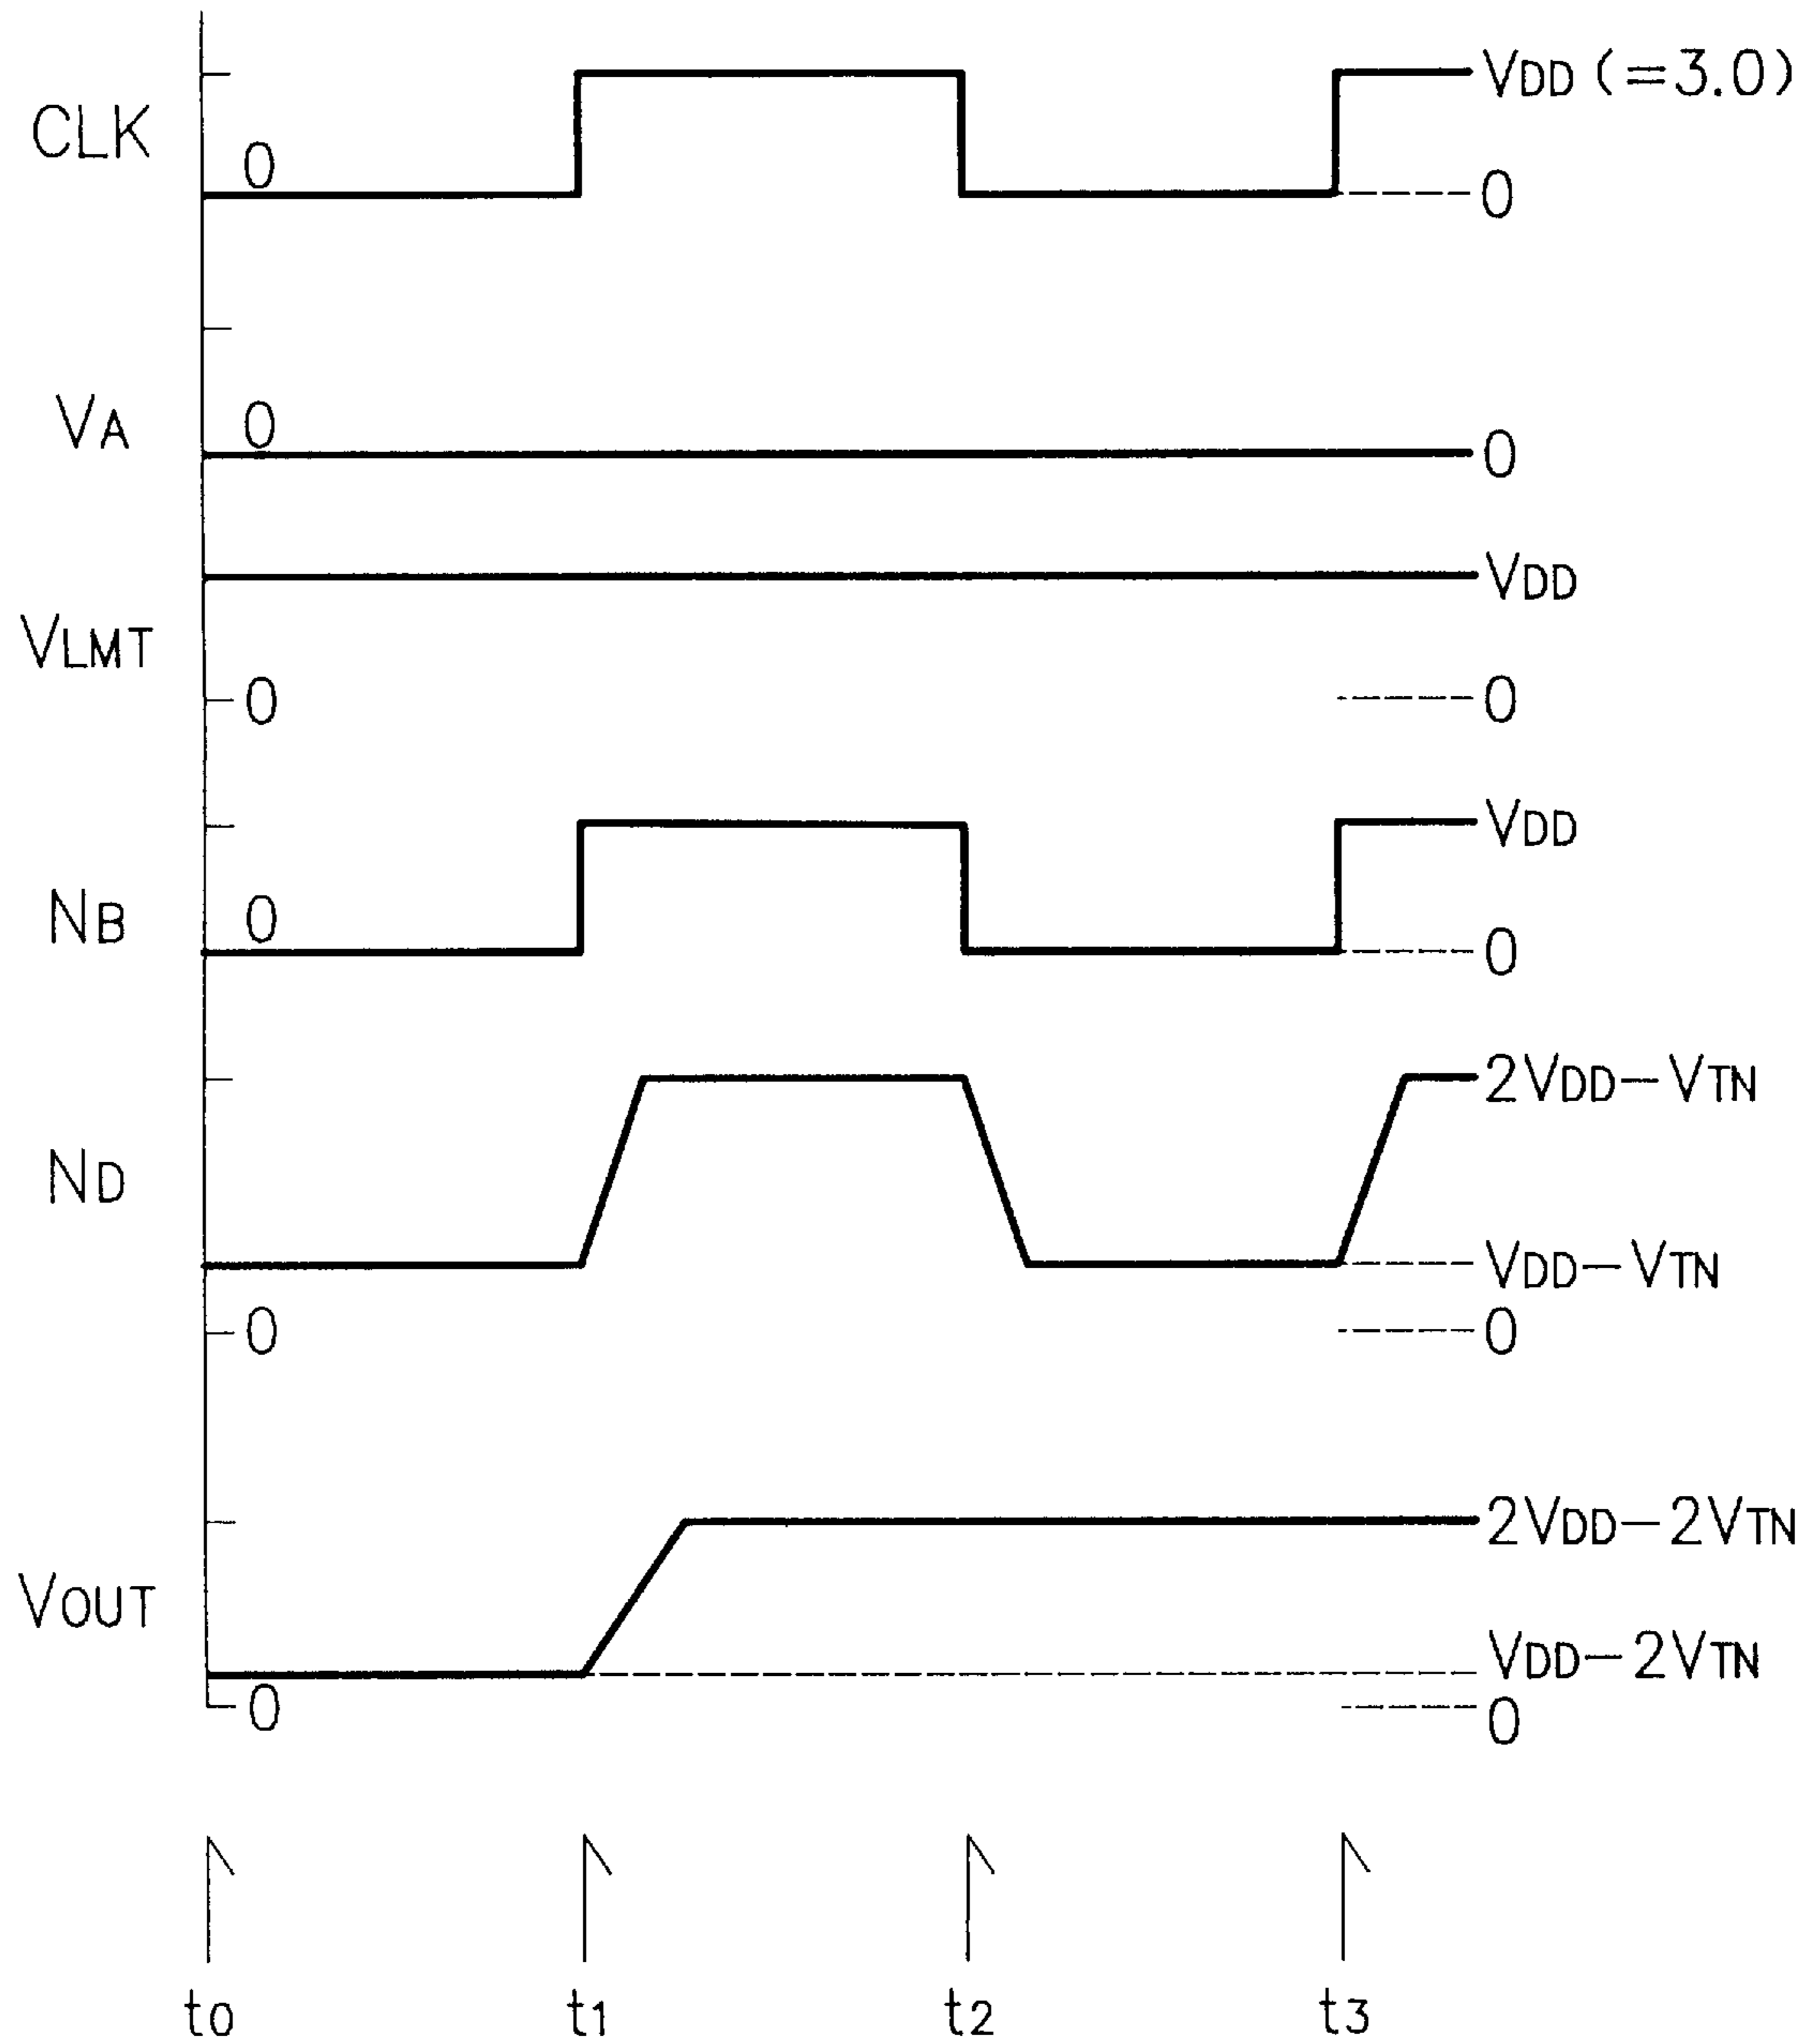 VDD (=3.0)
CLK
0
0
VA
0
0
VDD
VLMT
0
0
VDD
NB
0
0
2VDD−VTN
ND
VDD−VTN
0
0
2VDD−2VTN
VOUT
VDD−2VTN
0
0
t0 t1 t2 t3